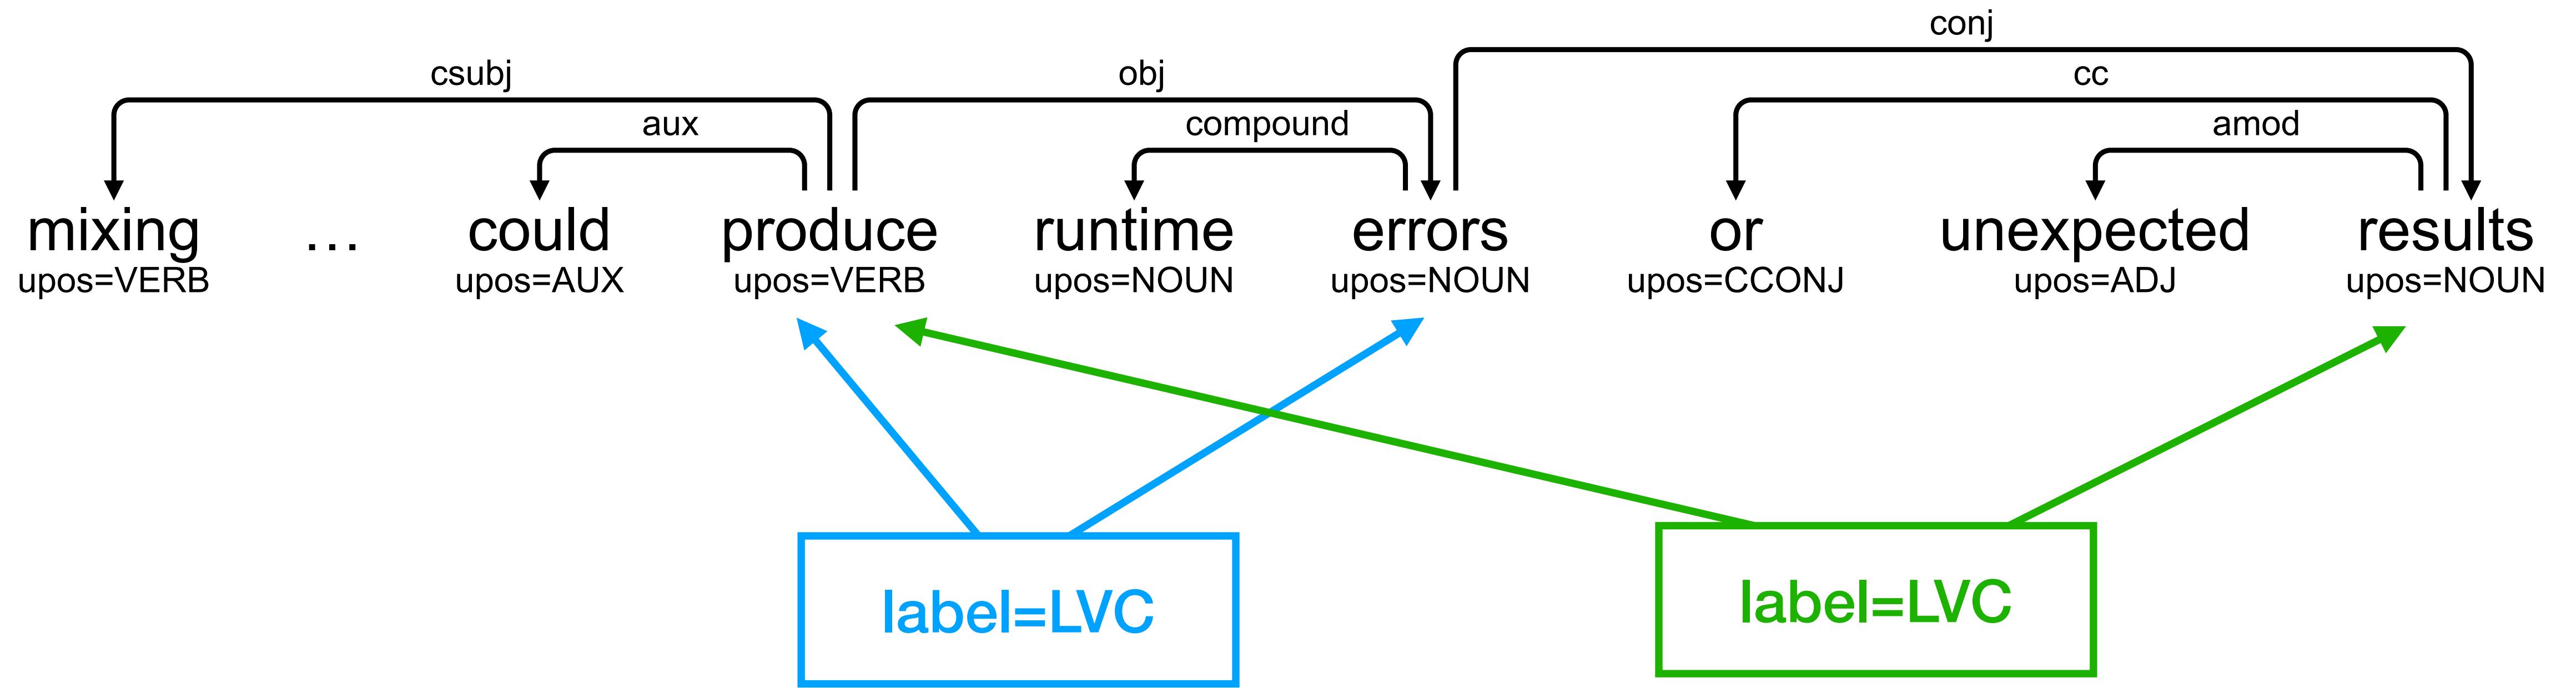 conj
csubj obj cc
aux compound amod
mixing ... could produce runtime errors or unexpected results
upos=VERB upos=AUX upos=VERB upos=NOUN upos=NOUN upos=CCONJ upos=ADJ upos=NOUN
label=LVC label=LVC